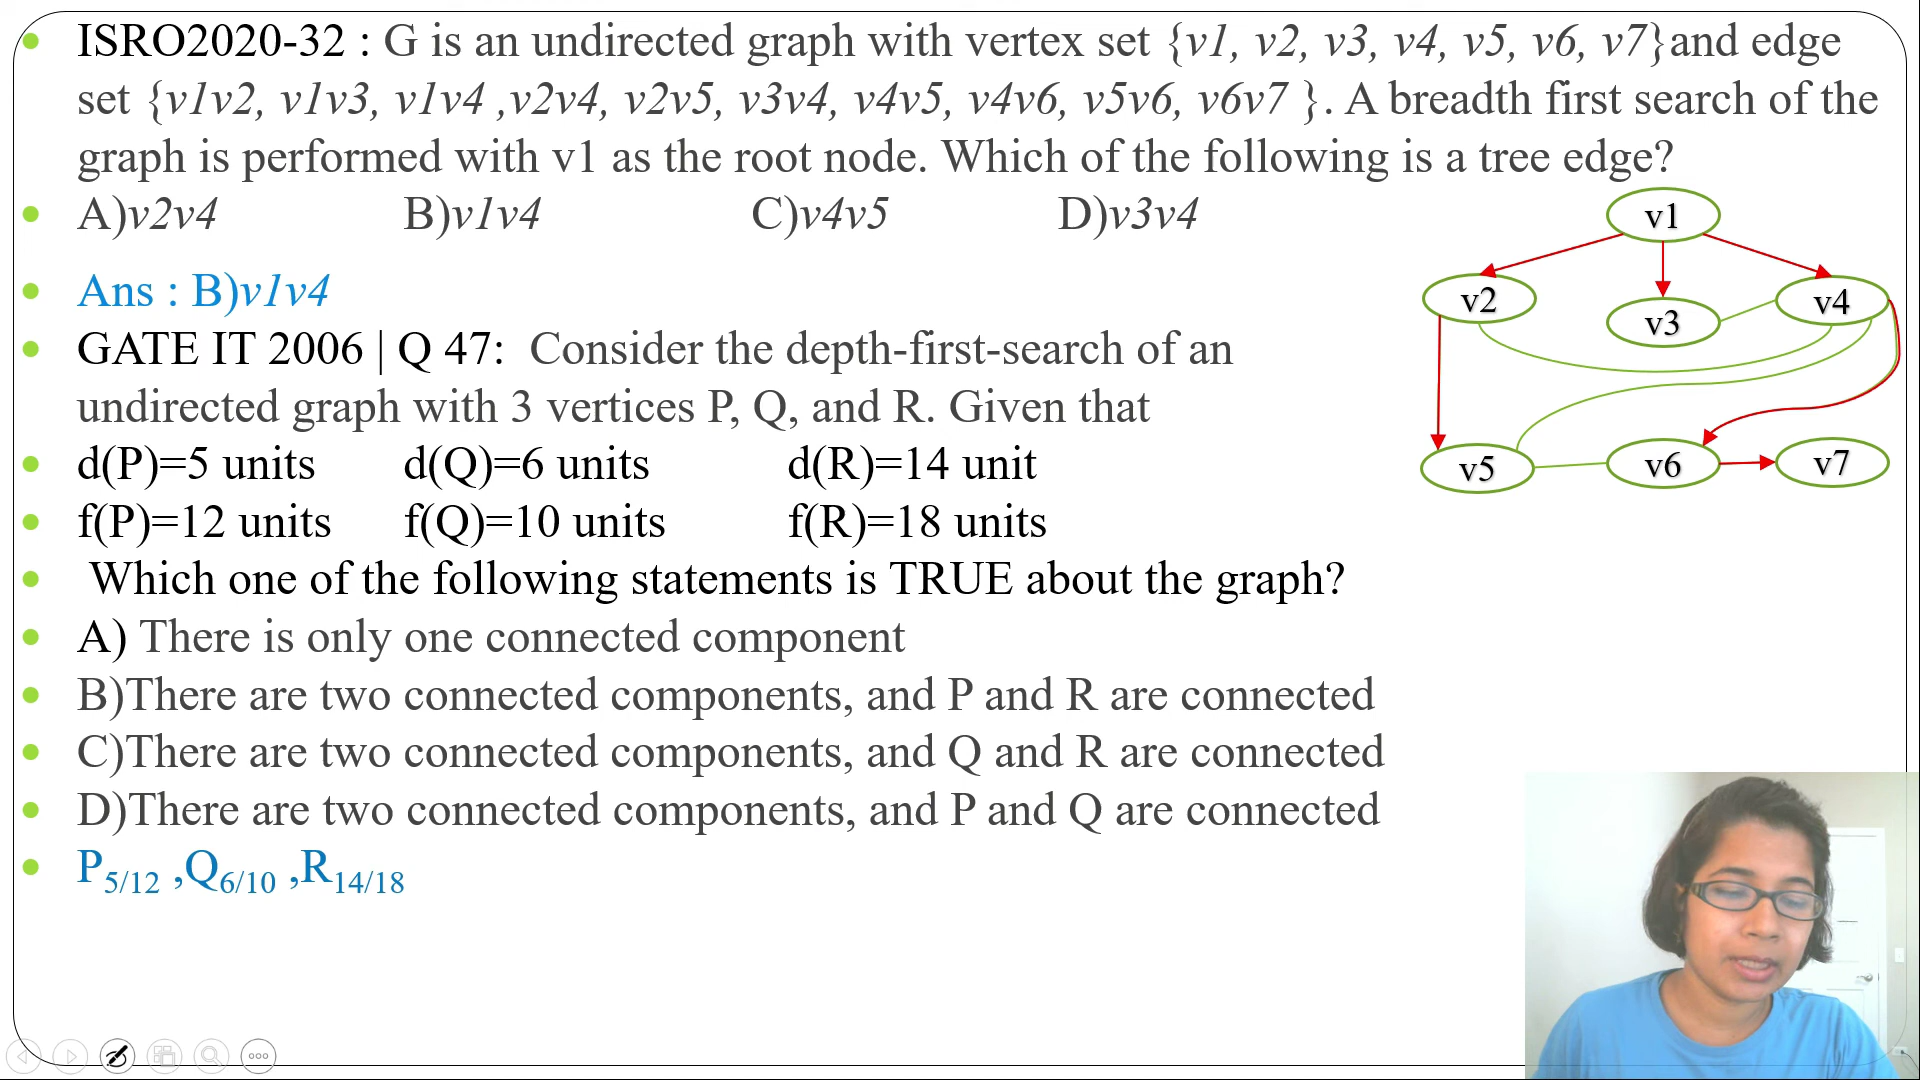 ISRO2020-32 : G is an undirected graph with vertex set {v1, v2, v3, v4, v5, v6, v7}and edge
set {v1v2, v1v3, v1v4 ,v2v4, v2v5, v3v4, v4v5, v4v6, v5v6, v6v7 }. A breadth first search of the
graph is performed with v1 as the root node. Which of the following is a tree edge?
A)v2v4 B)v1v4 C)v4v5 D)v3v4
Ans : B)v1v4
GATE IT 2006 | Q 47: Consider the depth-first-search of an
undirected graph with 3 vertices P, Q, and R. Given that
d(P)=5 units d(Q)=6 units d(R)=14 unit
f(P)=12 units f(Q)=10 units f(R)=18 units
Which one of the following statements is TRUE about the graph?
A) There is only one connected component
B)There are two connected components, and P and R are connected
C)There are two connected components, and Q and R are connected
D)There are two connected components, and P and Q are connected
P5/12 ,Q6/10 ,R14/18
v1
v2 v3 v4
v5 v6 v7